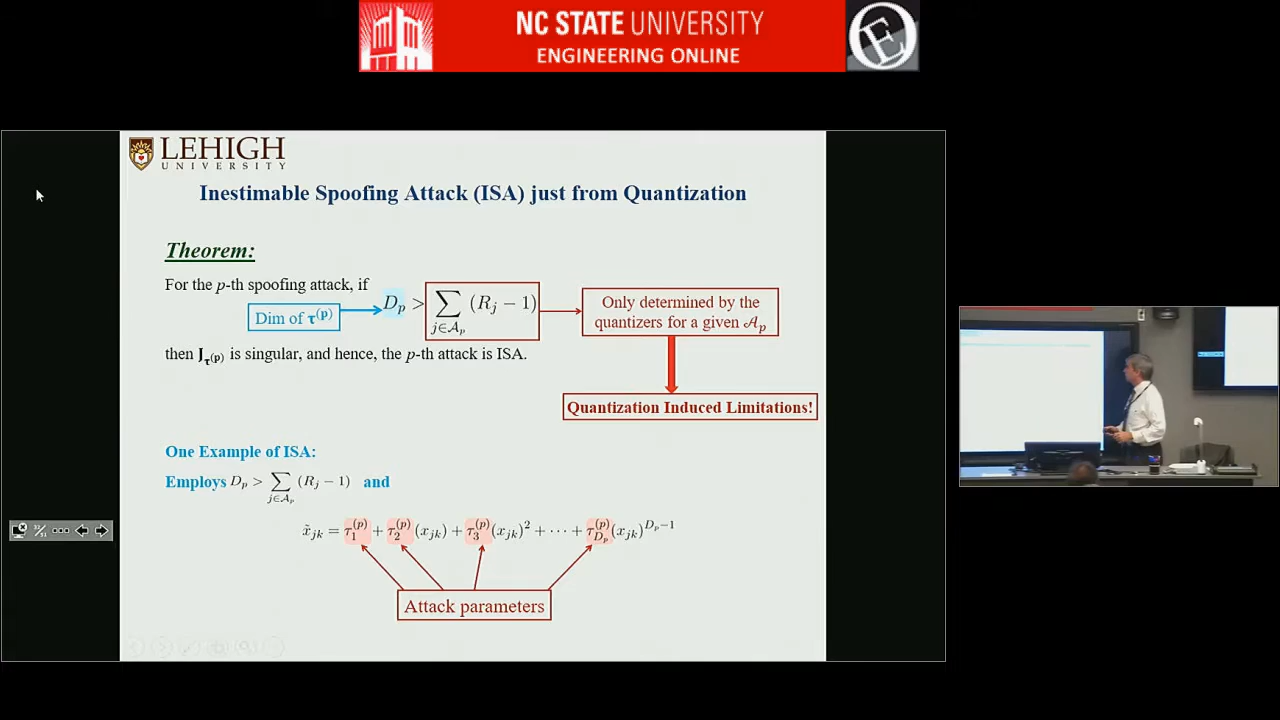 NC STATE UNIVERSITY
ENGINEERING ONLINE
LEHIGH
UNIVERSITY
Inestimable Spoofing Attack (ISA) just from Quantization
Theorem:
For the p-th spoofing attack, if
Dim of τ^(p)
D_p > ∑_{j∈𝒜_p} (R_j − 1)
Only determined by the
quantizers for a given 𝒜_p
then J_τ(p) is singular, and hence, the p-th attack is ISA.
Quantization Induced Limitations!
One Example of ISA:
Employs D_p > ∑_{j∈𝒜_p} (R_j − 1) and
x̃_jk = τ_1^(p) + τ_2^(p)(x_jk) + τ_3^(p)(x_jk)^2 + ⋯ + τ_{D_p}^(p)(x_jk)^{D_p−1}
Attack parameters